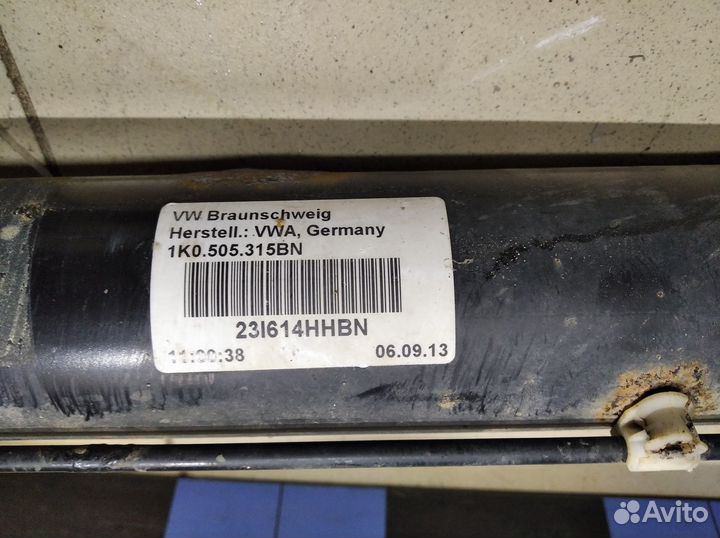 VW Braunschweig
Herstell.: VWA, Germany
1K0.505.315BN
23I614HHBN
11:00:38 06.09.13
Avito